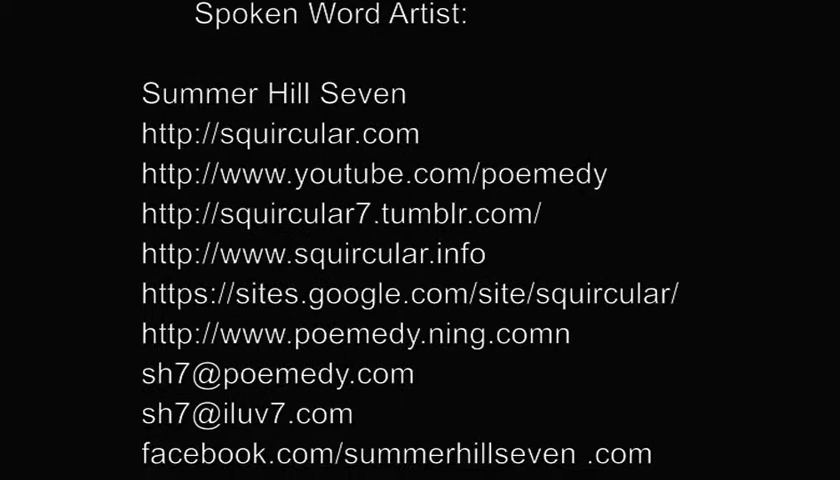 Spoken Word Artist:
Summer Hill Seven
http://squircular.com
http://www.youtube.com/poemedy
http://squircular7.tumblr.com/
http://www.squircular.info
https://sites.google.com/site/squircular/
http://www.poemedy.ning.comn
sh7@poemedy.com
sh7@iluv7.com
facebook.com/summerhillseven .com